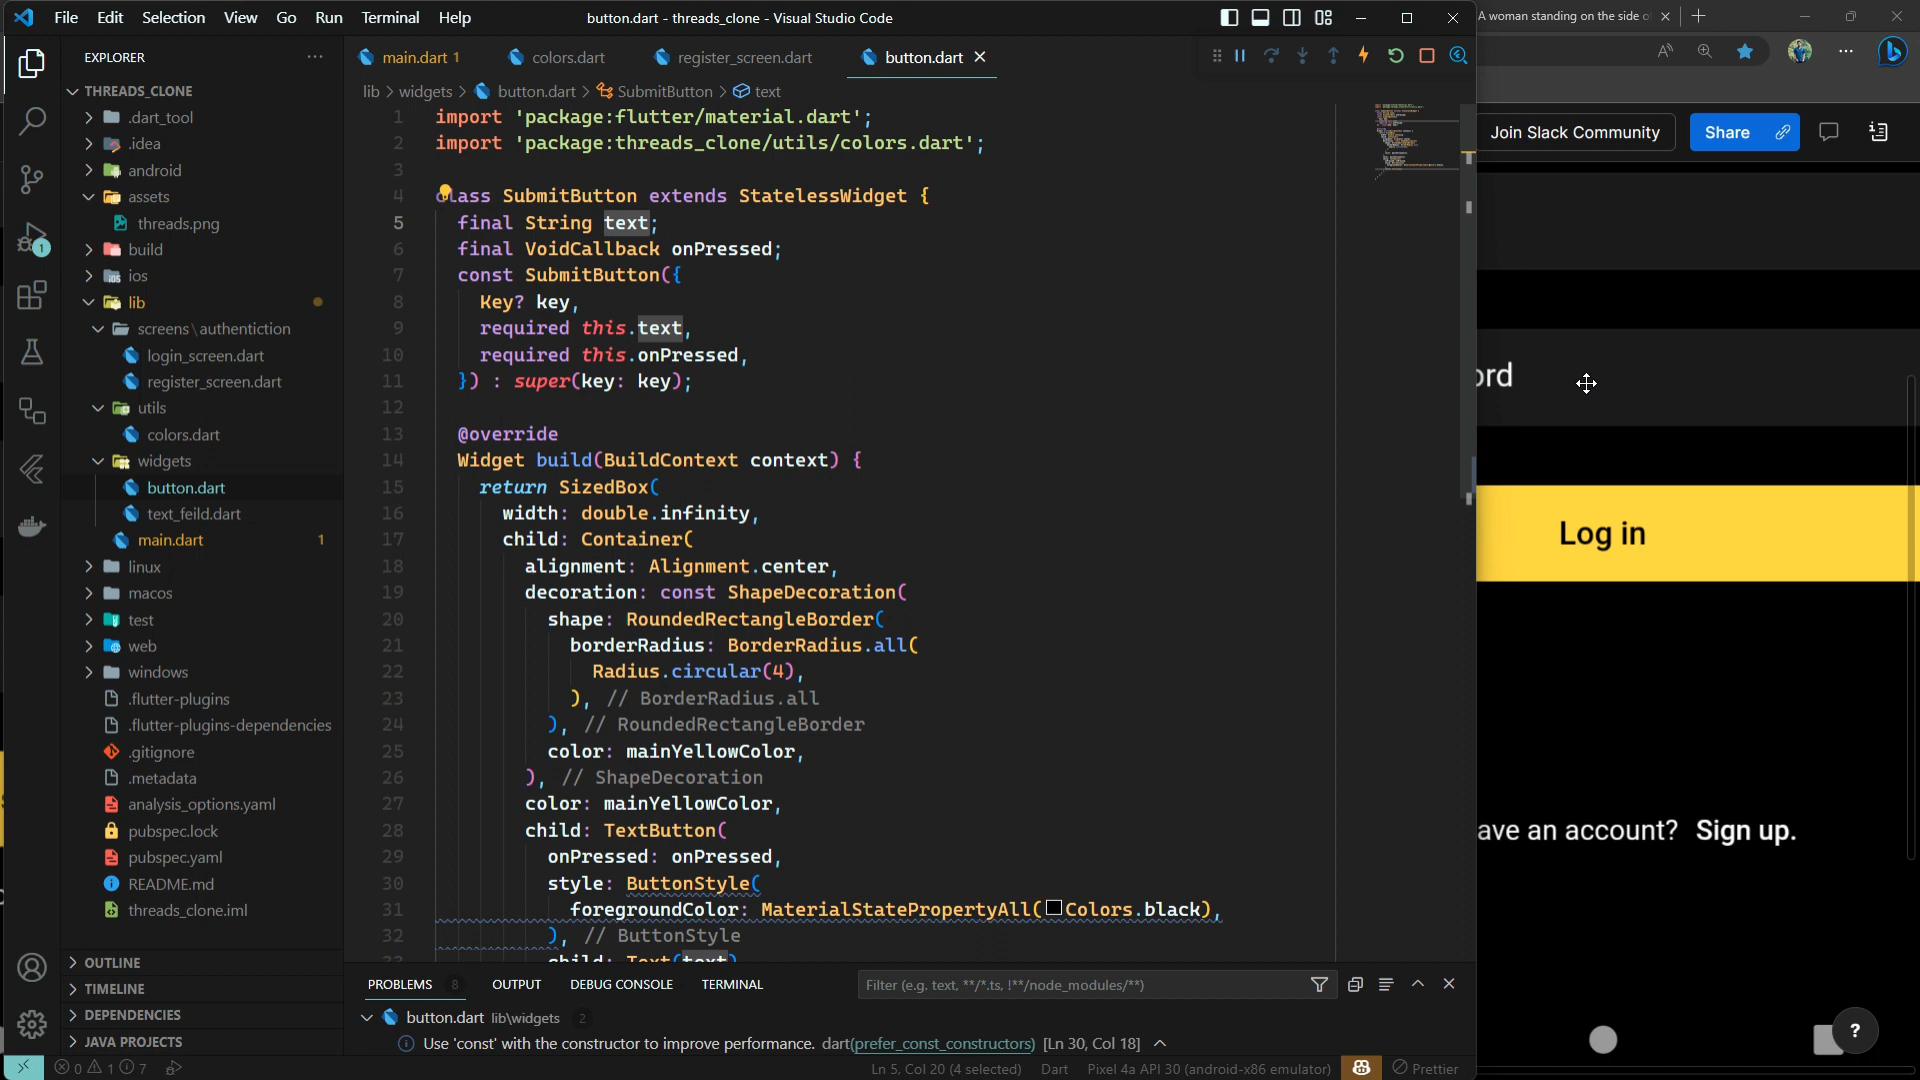 File Edit Selection View Go Run Terminal Help
button.dart - threads_clone - Visual Studio Code
A woman standing on the side o
EXPLORER
main.dart 1
colors.dart
register_screen.dart
button.dart
THREADS_CLONE
lib > widgets > button.dart > SubmitButton > text
.dart_tool
.idea
android
assets
threads.png
build
ios
lib
screens\authentiction
login_screen.dart
register_screen.dart
utils
colors.dart
widgets
button.dart
text_feild.dart
main.dart 1
linux
macos
test
web
windows
.flutter-plugins
.flutter-plugins-dependencies
.gitignore
.metadata
analysis_options.yaml
pubspec.lock
pubspec.yaml
README.md
threads_clone.iml
OUTLINE
TIMELINE
DEPENDENCIES
JAVA PROJECTS
1
1 import 'package:flutter/material.dart';
2 import 'package:threads_clone/utils/colors.dart';
3
4 class SubmitButton extends StatelessWidget {
5 final String text;
6 final VoidCallback onPressed;
7 const SubmitButton({
8 Key? key,
9 required this.text,
10 required this.onPressed,
11 }) : super(key: key);
12
13 @override
14 Widget build(BuildContext context) {
15 return SizedBox(
16 width: double.infinity,
17 child: Container(
18 alignment: Alignment.center,
19 decoration: const ShapeDecoration(
20 shape: RoundedRectangleBorder(
21 borderRadius: BorderRadius.all(
22 Radius.circular(4),
23 ), // BorderRadius.all
24 ), // RoundedRectangleBorder
25 color: mainYellowColor,
26 ), // ShapeDecoration
27 color: mainYellowColor,
28 child: TextButton(
29 onPressed: onPressed,
30 style: ButtonStyle(
31 foregroundColor: MaterialStatePropertyAll(Colors.black),
32 ), // ButtonStyle
33 child: Text(text)
PROBLEMS 8 OUTPUT DEBUG CONSOLE TERMINAL
Filter (e.g. text, **/*.ts, !**/node_modules/**)
button.dart lib\widgets 2
Use 'const' with the constructor to improve performance. dart(prefer_const_constructors) [Ln 30, Col 18]
0 1 7
Ln 5, Col 20 (4 selected) Dart Pixel 4a API 30 (android-x86 emulator) Prettier
Join Slack Community
Share
ord
Log in
ave an account? Sign up.
?